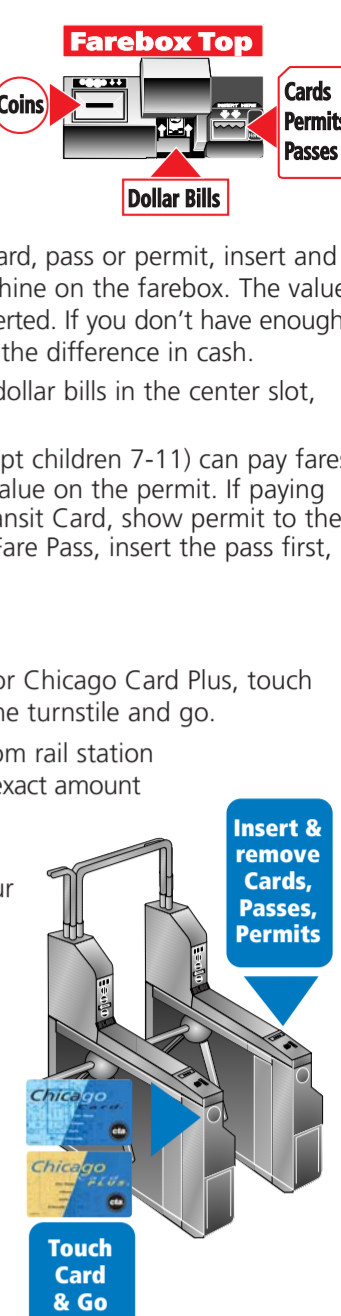 Farebox Top
Coins
Cards
Permits
Passes
INSERT HERE
Dollar Bills
ard, pass or permit, insert and
hine on the farebox. The value
erted. If you don’t have enough
the difference in cash.
dollar bills in the center slot,
pt children 7-11) can pay fares
alue on the permit. If paying
ansit Card, show permit to the
Fare Pass, insert the pass first,
or Chicago Card Plus, touch
he turnstile and go.
om rail station
exact amount
ur
Insert &
remove
Cards,
Passes,
Permits
Chicago
card.
cta
Chicago
PLUS.
cta
Touch
Card
& Go